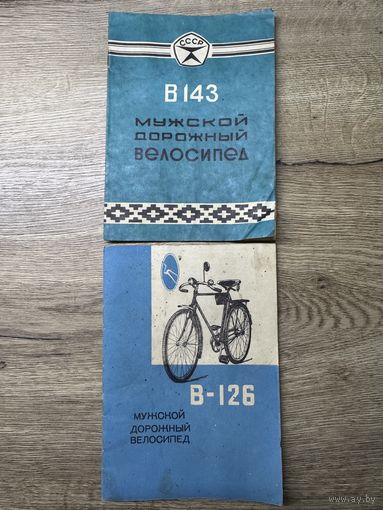 СССР
В143
МУЖСКОЙ
ДОРОЖНЫЙ
ВЕЛОСИПЕД
В-126
МУЖСКОЙ
ДОРОЖНЫЙ
ВЕЛОСИПЕД
www.ay.by